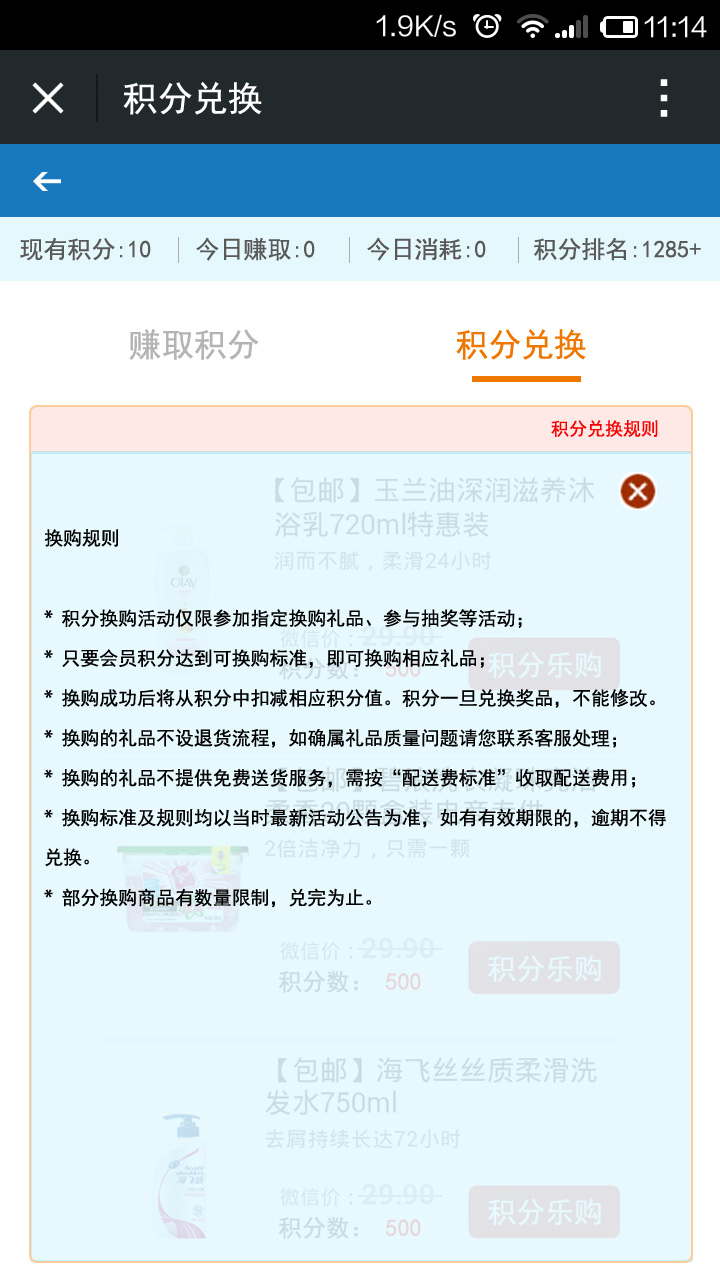 1.9K/s 11:14
积分兑换
现有积分:10 今日赚取:0 今日消耗:0 积分排名:1285+
赚取积分 积分兑换
积分兑换规则
【包邮】玉兰油深润滋养沐
浴乳720ml特惠装
换购规则
润而不腻，柔滑24小时
OLAY
* 积分换购活动仅限参加指定换购礼品、参与抽奖等活动；
微信价：29.90
* 只要会员积分达到可换购标准，即可换购相应礼品；
积分数： 500 积分乐购
* 换购成功后将从积分中扣减相应积分值。积分一旦兑换奖品，不能修改。
* 换购的礼品不设退货流程，如确属礼品质量问题请您联系客服处理；
* 换购的礼品不提供免费送货服务，需按“配送费标准”收取配送费用；
* 换购标准及规则均以当时最新活动公告为准，如有有效期限的，逾期不得
兑换。
2倍洁净力，只需一颗
* 部分换购商品有数量限制，兑完为止。
微信价：29.90
积分数： 500 积分乐购
【包邮】海飞丝丝质柔滑洗
发水750ml
去屑持续长达72小时
微信价：29.90
积分数： 500 积分乐购